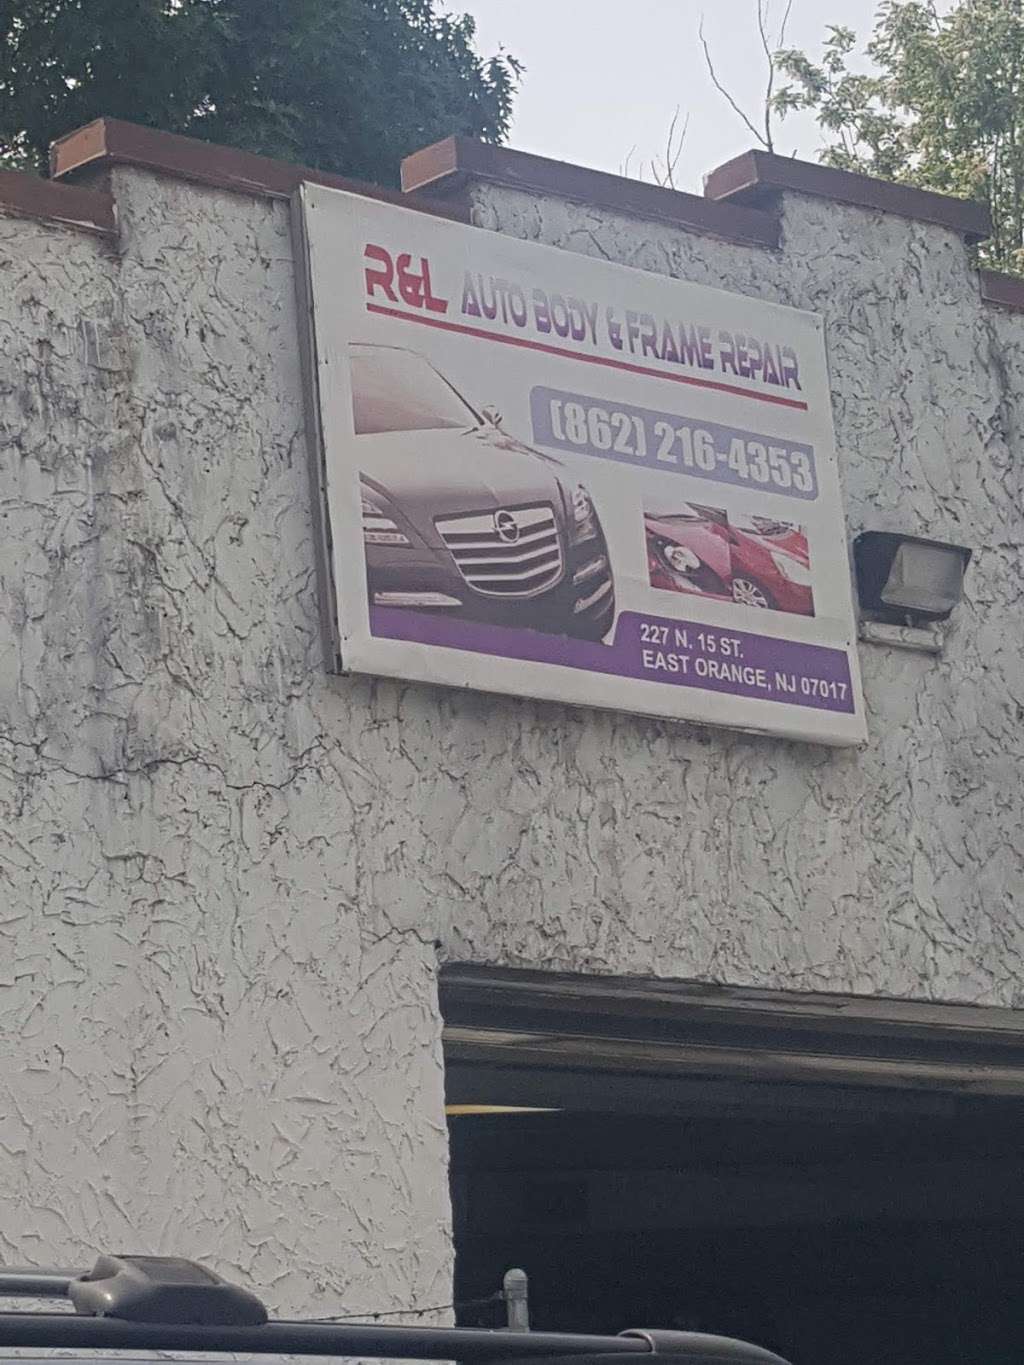 R&L AUTO BODY & FRAME REPAIR
(862) 216-4353
227 N. 15 ST.
EAST ORANGE, NJ 07017